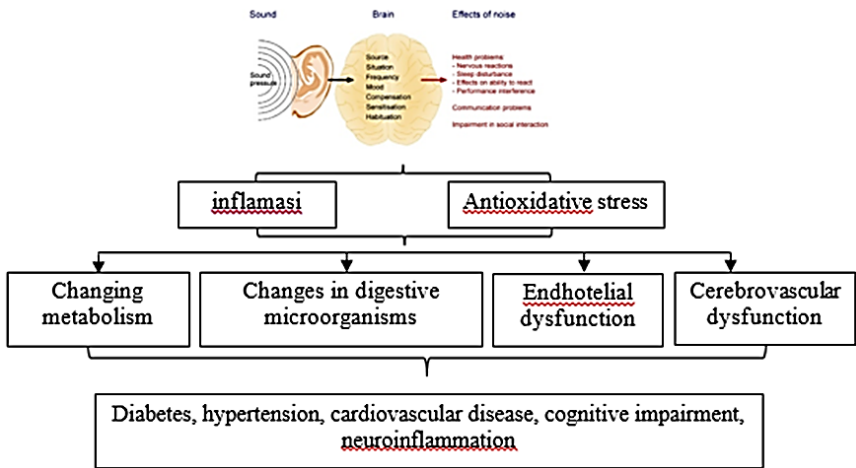 Sound
Brain
Effects of noise
Sound
pressure
Source
Situation
Frequency
Mood
Compensation
Sensitisation
Habituation
Health problems
- Nervous reactions
- Sleep disturbance
- Effects on ability to react
- Performance interference
Communication problems
Impairment in social interaction
inflamasi
Antioxidative stress
Changing
metabolism
Changes in digestive
microorganisms
Endhotelial
dysfunction
Cerebrovascular
dysfunction
Diabetes, hypertension, cardiovascular disease, cognitive impairment,
neuroinflammation